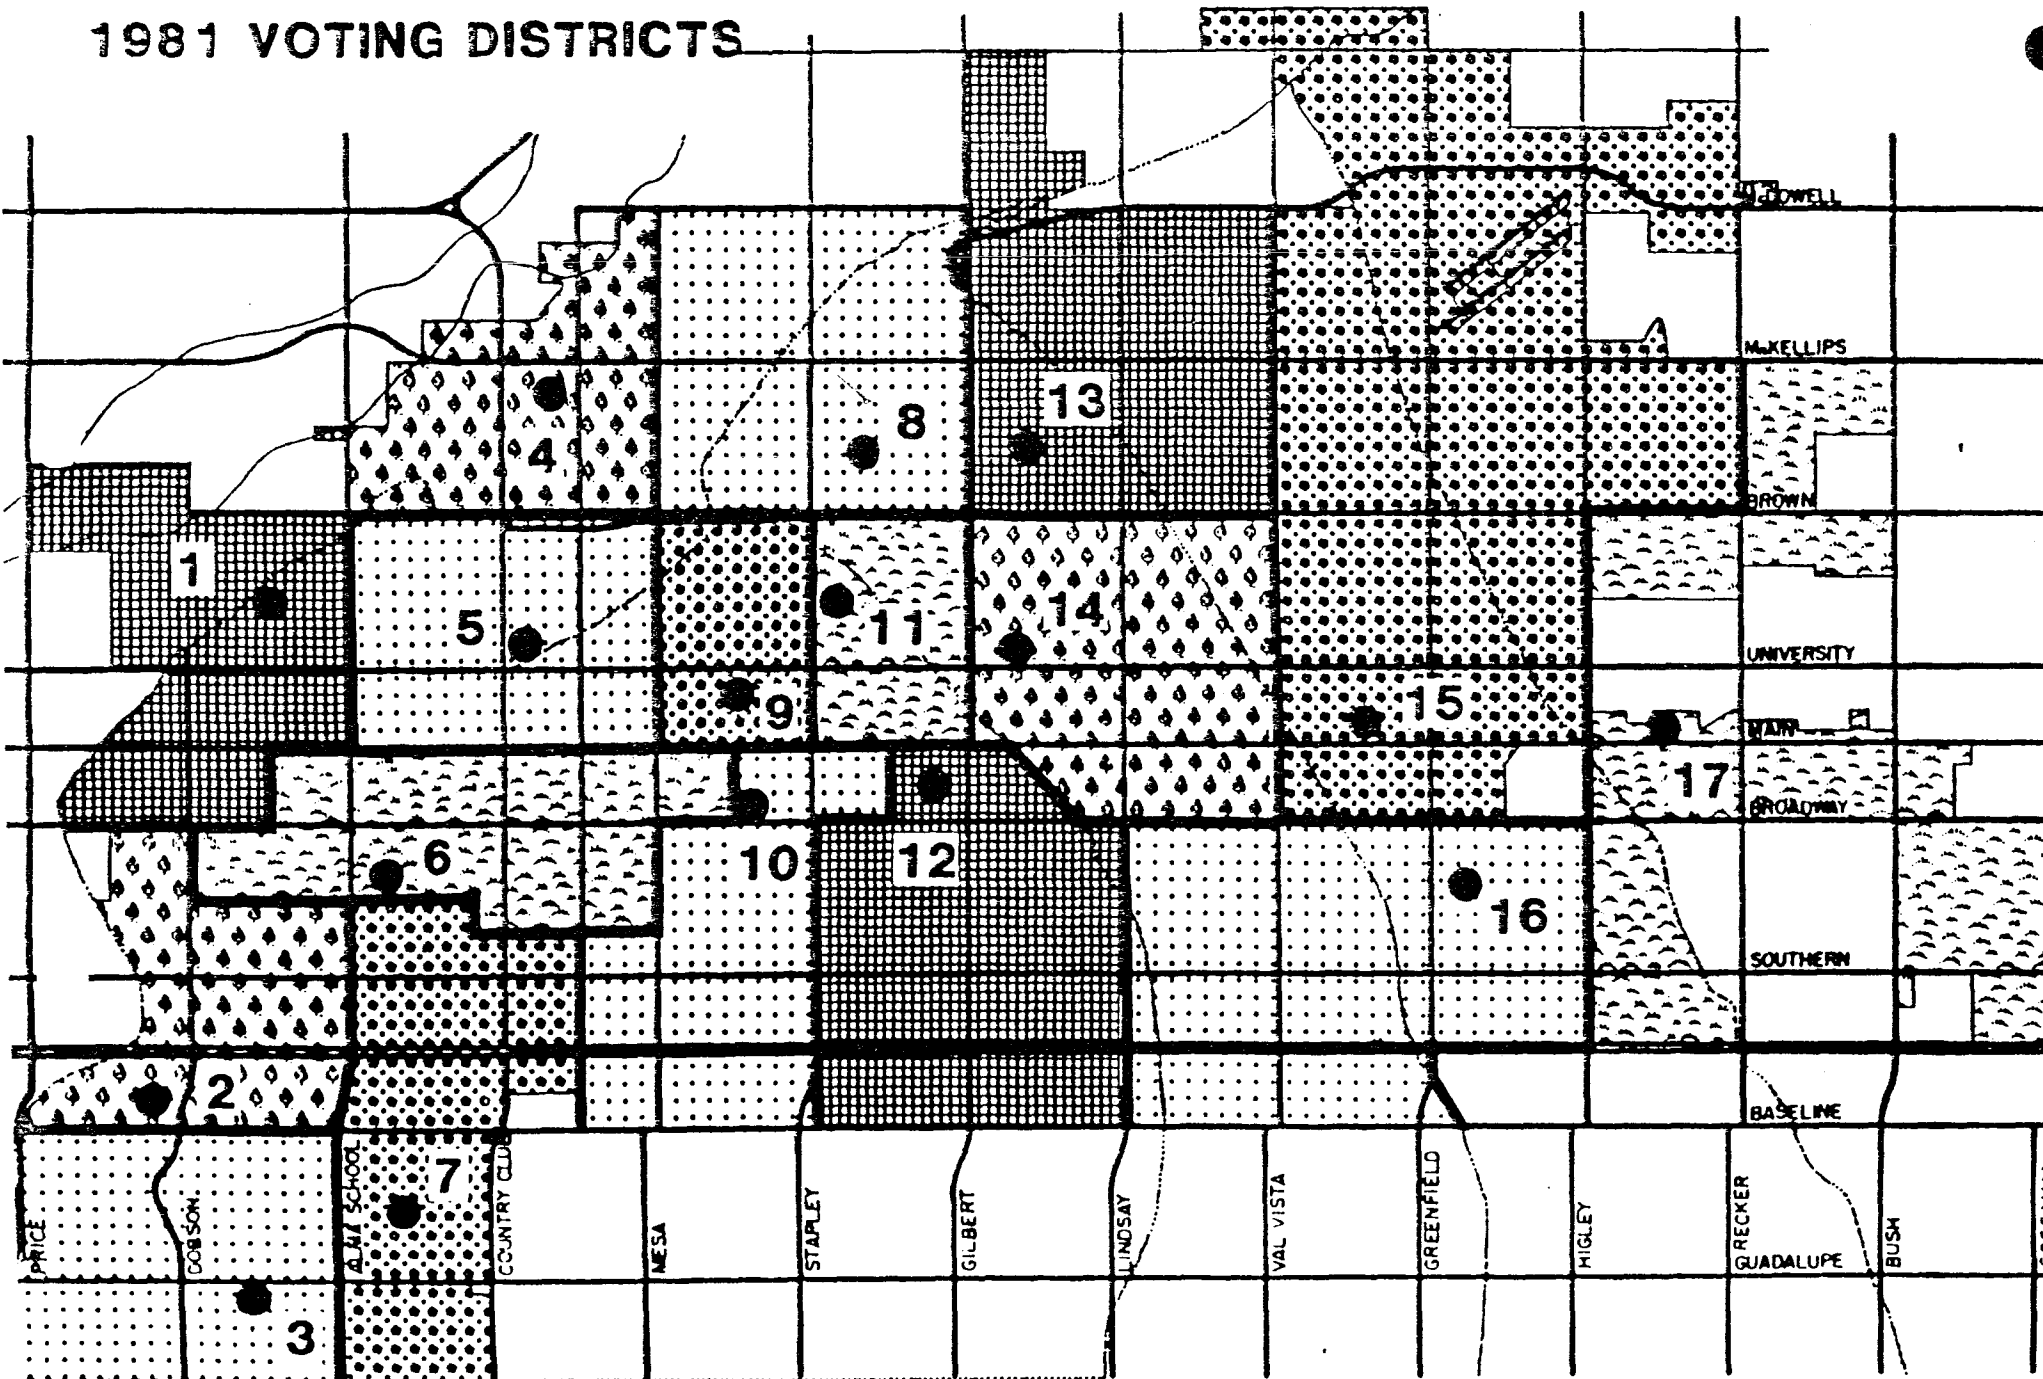 1981 VOTING DISTRICTS
McKELLIPS
13
8
4
BROWN
1
14
5
11
UNIVERSITY
15
9
MAIN
17
BROADWAY
6
10
12
16
SOUTHERN
2
BASELINE
7
PRICE
DOBSON
ALMA SCHOOL
COUNTRY CLUB
MESA
STAPLEY
GILBERT
LINDSAY
VAL VISTA
GREENFIELD
HIGLEY
RECKER
BUSH
GUADALUPE
3